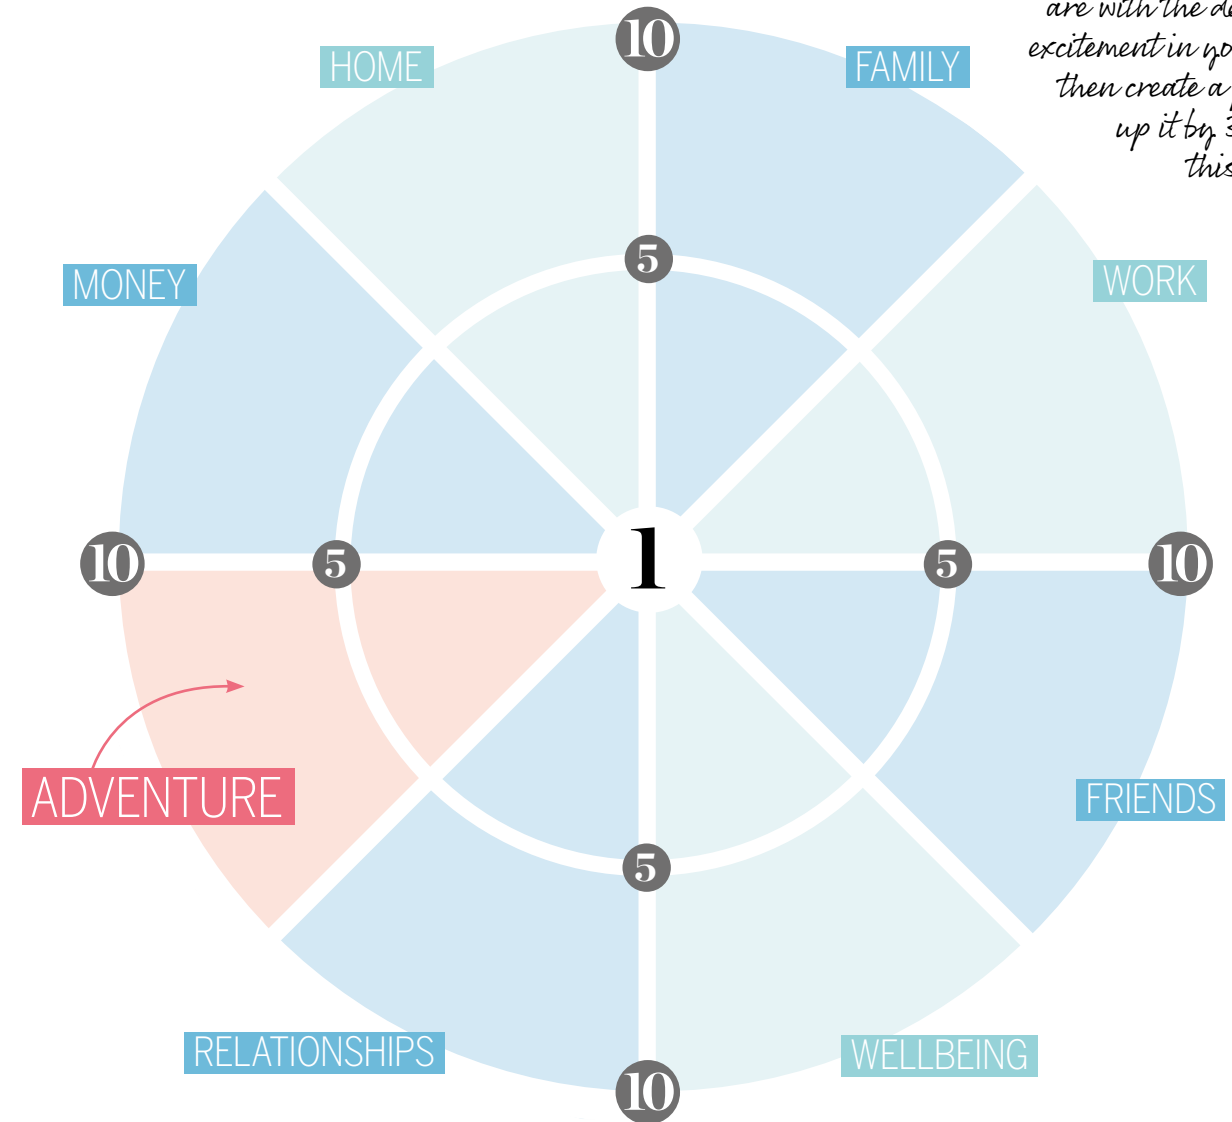 are with the
excitement in
then create a
up it by 3
this
10
HOME
FAMILY
5
MONEY
WORK
1
10
5
5
10
ADVENTURE
FRIENDS
5
RELATIONSHIPS
WELLBEING
10